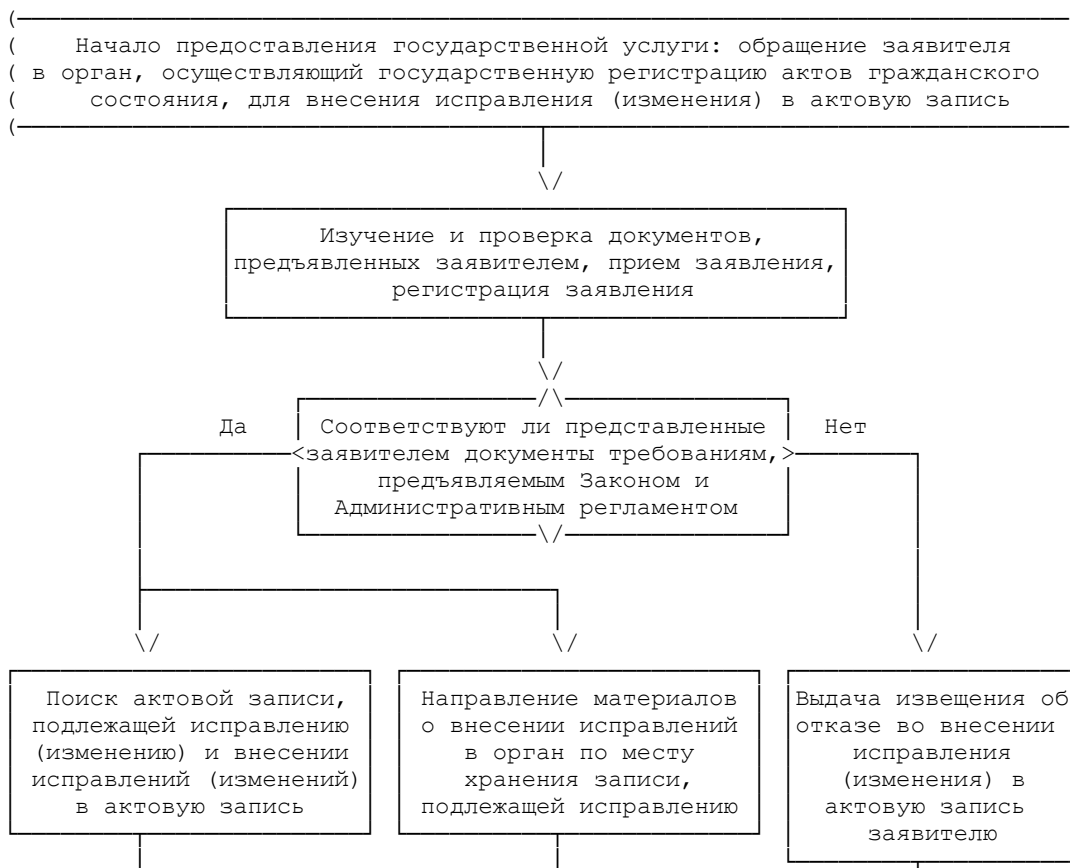 Начало предоставления государственной услуги: обращение заявителя
в орган, осуществляющий государственную регистрацию актов гражданского
состояния, для внесения исправления (изменения) в актовую запись
Изучение и проверка документов,
предъявленных заявителем, прием заявления,
регистрация заявления
Да
Соответствуют ли представленные
заявителем документы требованиям,
предъявляемым Законом и
Административным регламентом
Нет
Поиск актовой записи,
подлежащей исправлению
(изменению) и внесении
исправлений (изменений)
в актовую запись
Направление материалов
о внесении исправлений
в орган по месту
хранения записи,
подлежащей исправлению
Выдача извещения об
отказе во внесении
исправления
(изменения) в
актовую запись
заявителю